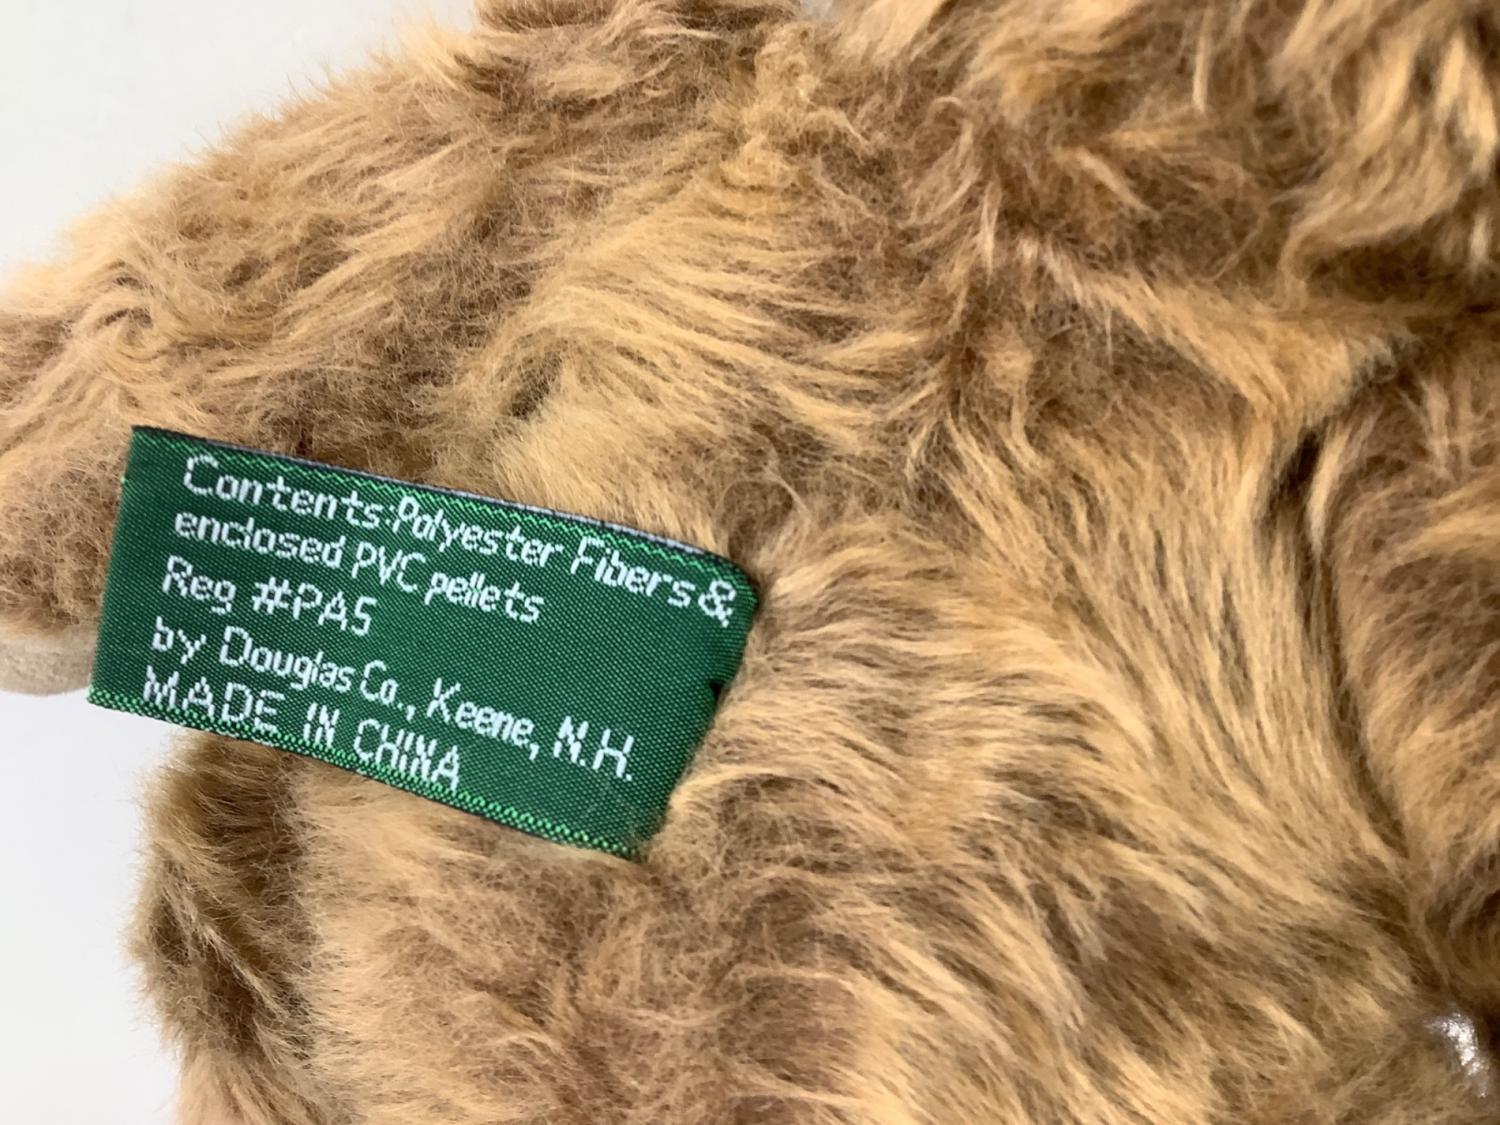 Contents:Polyester Fibers &
enclosed PVC pellets
Reg #PA5
by Douglas Co., Keene, N.H.
MADE IN CHINA